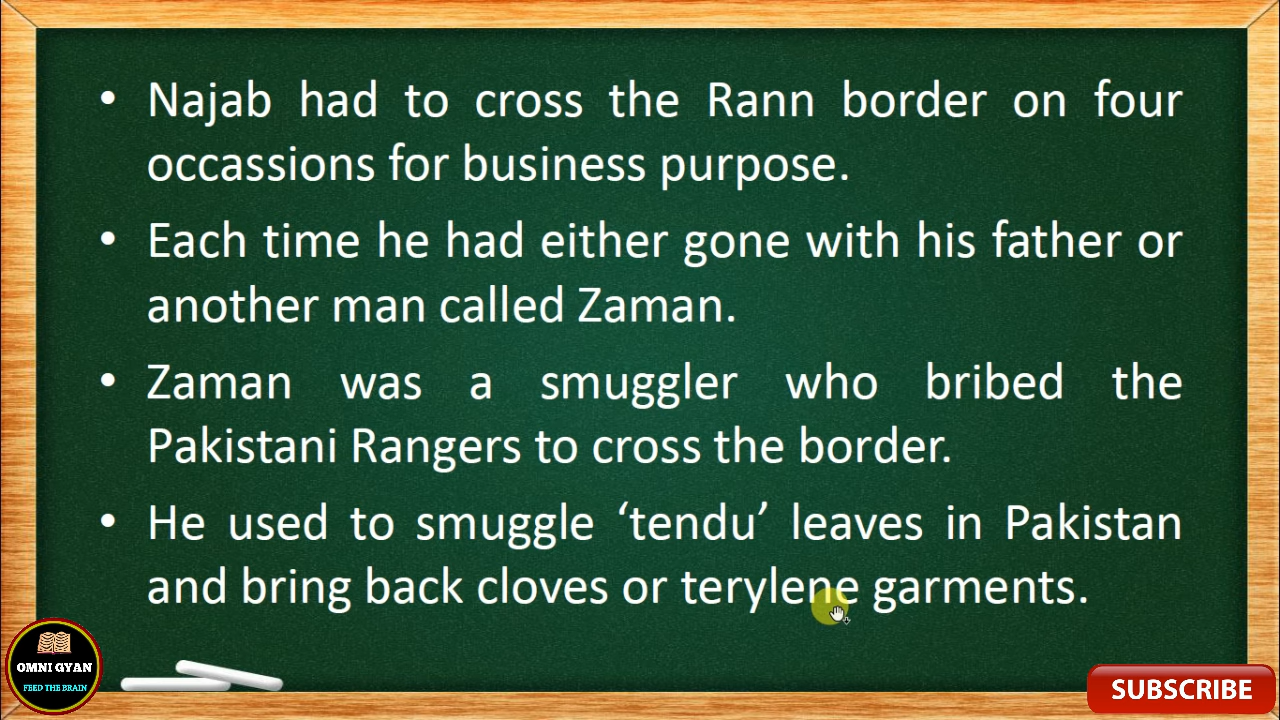 • Najab had to cross the Rann border on four
occassions for business purpose.
• Each time he had either gone with his father or
another man called Zaman.
• Zaman was a smuggler who bribed the
Pakistani Rangers to cross the border.
• He used to smuggle ‘tendu’ leaves in Pakistan
and bring back cloves or terylene garments.
OMNI GYAN
FEED THE BRAIN
SUBSCRIBE